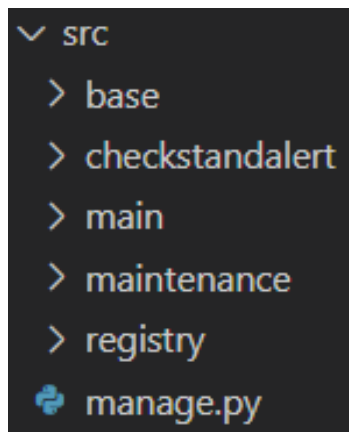 src
base
checkstandalert
main
maintenance
registry
manage.py